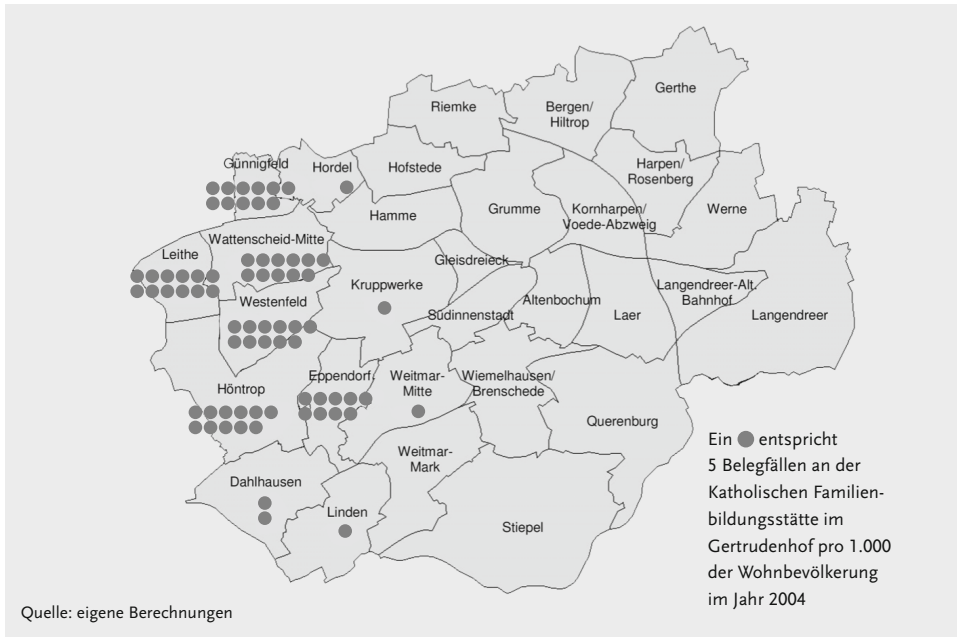 Gerthe
Riemke
Bergen/
Hiltrop
Günnigfeld
Hordel
Hofstede
Harpen/
Rosenberg
Hamme
Grumme
Kornharpen/
Voede-Abzweig
Werne
Wattenscheid-Mitte
Leithe
Gleisdreieck
Kruppwerke
Langendreer-Alt.
Bahnhof
Westenfeld
Altenbochum
Südinnenstadt
Laer
Langendreer
Höntrop
Eppendorf
Weitmar-
Mitte
Wiemelhausen/
Brenschede
Querenburg
Weitmar-
Mark
Dahlhausen
Linden
Stiepel
Ein entspricht
5 Belegfällen an der
Katholischen Familien-
bildungsstätte im
Gertrudenhof pro 1.000
der Wohnbevölkerung
im Jahr 2004
Quelle: eigene Berechnungen